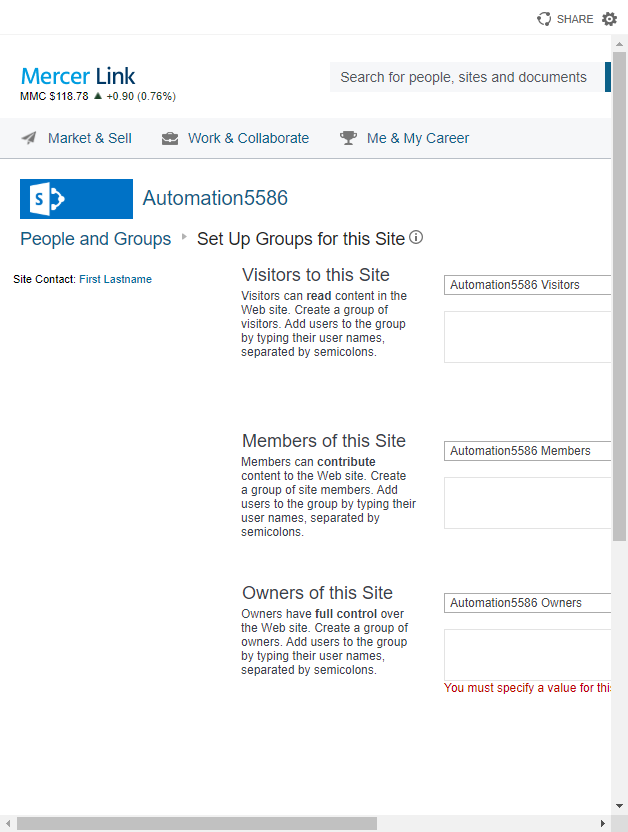 SHARE
Mercer Link
MMC $118.78 ▲ +0.90 (0.76%)
Search for people, sites and documents
Market & Sell
Work & Collaborate
Me & My Career
S
Automation5586
People and Groups
Set Up Groups for this Site
Site Contact: First Lastname
Visitors to this Site
Visitors can read content in the
Web site. Create a group of
visitors. Add users to the group
by typing their user names,
separated by semicolons.
Automation5586 Visitors
Members of this Site
Members can contribute
content to the Web site. Create
a group of site members. Add
users to the group by typing their
user names, separated by
semicolons.
Automation5586 Members
Owners of this Site
Owners have full control over
the Web site. Create a group of
owners. Add users to the group
by typing their user names,
separated by semicolons.
Automation5586 Owners
You must specify a value for this